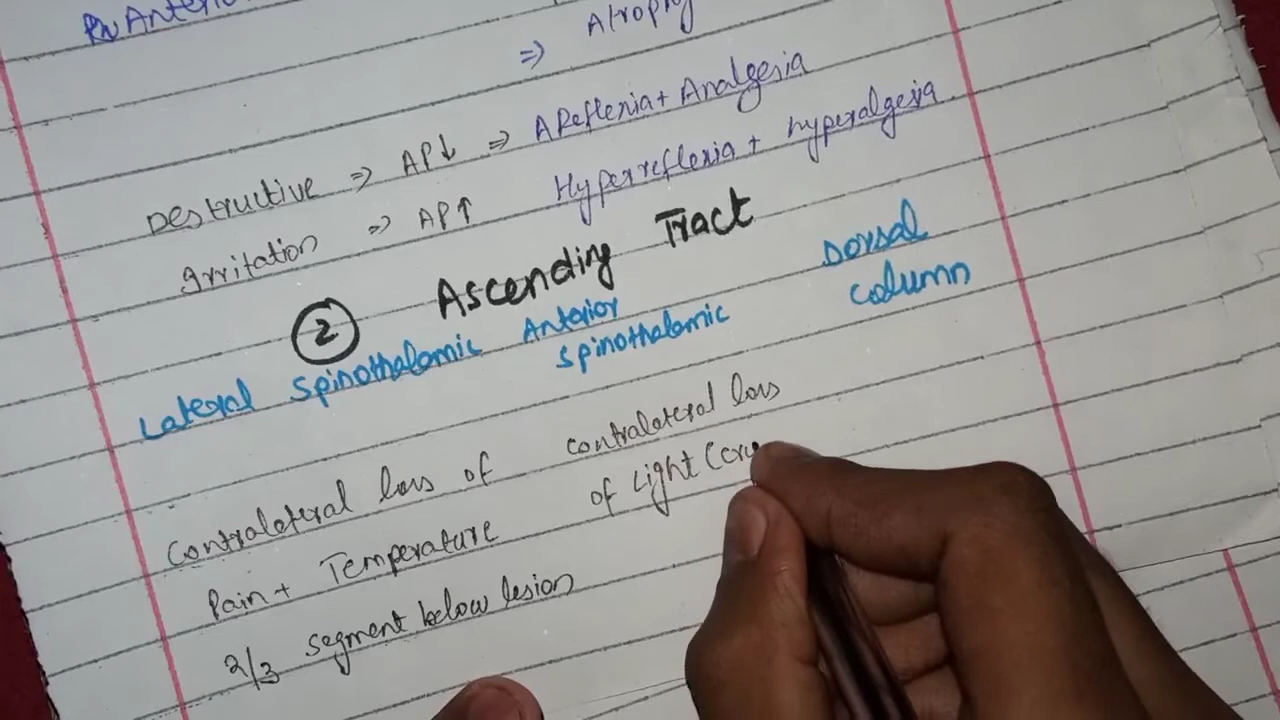 => Atrophy
Destructive => AP↓ => AReflexia + Analgesia
Irritation => AP↑ Hyperreflexia + hyperalgesia
② Ascending Tract
Lateral Spinothalamic Anterior spinothalamic Dorsal column
Contralateral loss of contralateral loss
Pain + Temperature of Light (cru
2/3 segment below lesion